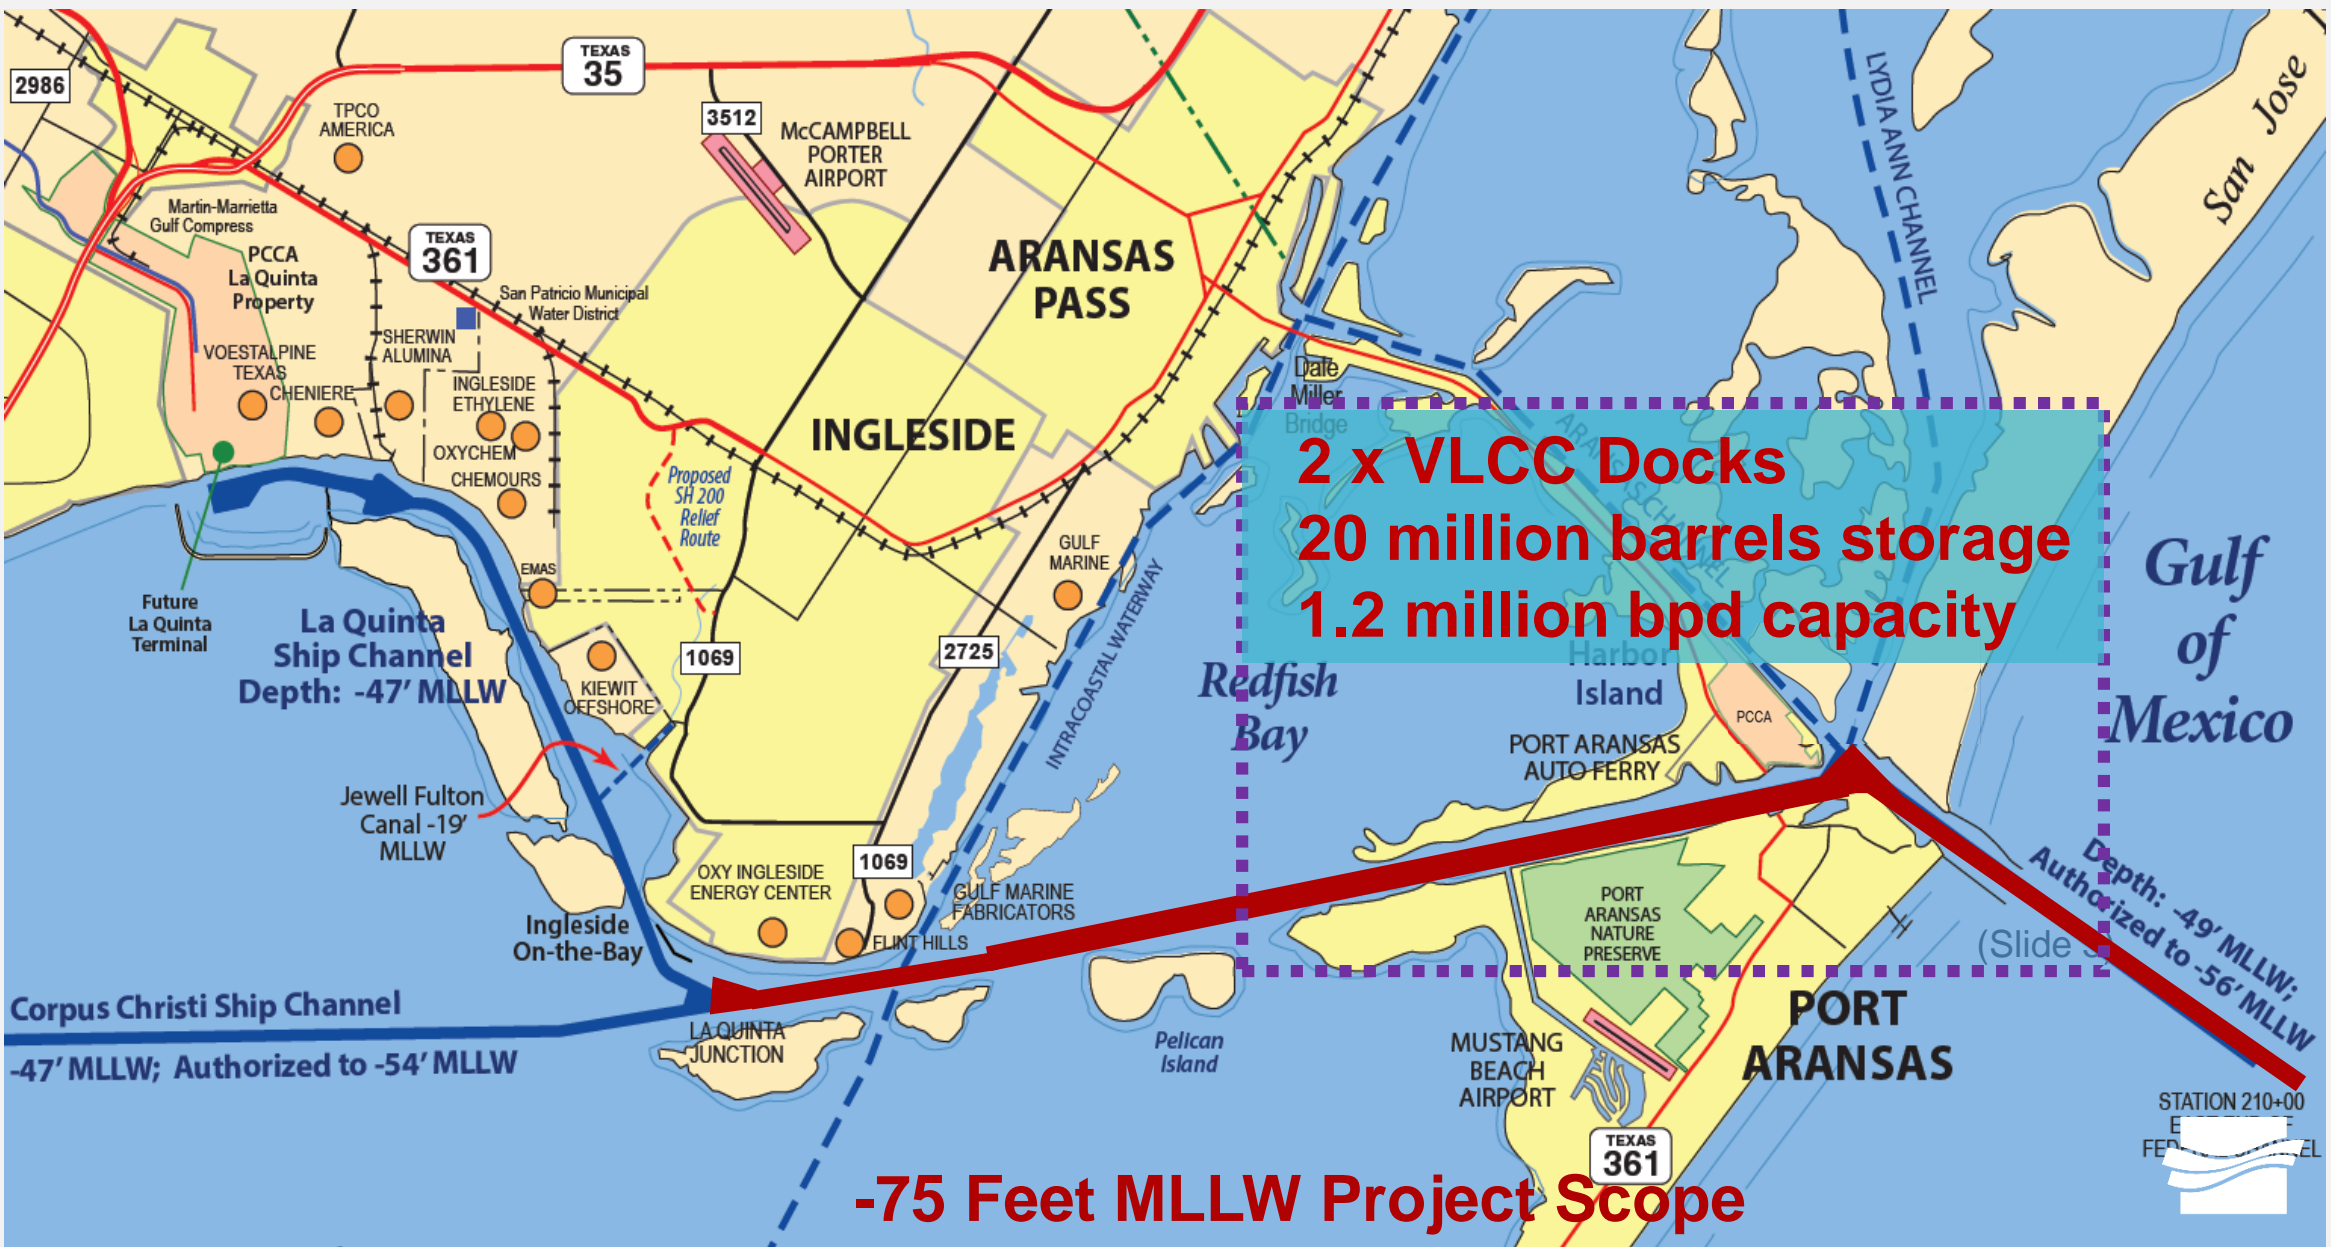 2986
TEXAS
35
TPCO
AMERICA
3512
McCAMPBELL
PORTER
AIRPORT
LYDIA ANN CHANNEL
San Jose
Martin-Marrietta
Gulf Compress
PCCA
La Quinta
Property
TEXAS
361
San Patricio Municipal
Water District
ARANSAS
PASS
SHERWIN
ALUMINA
VOESTALPINE
TEXAS
CHENIERE
INGLESIDE
ETHYLENE
OXYCHEM
CHEMOURS
INGLESIDE
Dale
Miller
Bridge
ARANSAS CHANNEL
2 x VLCC Docks
20 million barrels storage
1.2 million bpd capacity
Proposed
SH 200
Relief
Route
GULF
MARINE
EMAS
Gulf
of
Mexico
Future
La Quinta
Terminal
La Quinta
Ship Channel
Depth: -47' MLLW
1069
2725
INTRACOASTAL WATERWAY
Redfish
Bay
Harbor
Island
PCCA
KIEWIT
OFFSHORE
PORT ARANSAS
AUTO FERRY
Jewell Fulton
Canal -19'
MLLW
OXY INGLESIDE
ENERGY CENTER
1069
GULF MARINE
FABRICATORS
FLINT HILLS
Ingleside
On-the-Bay
PORT
ARANSAS
NATURE
PRESERVE
Depth: -49' MLLW;
Authorized to -56' MLLW
(Slide
Corpus Christi Ship Channel
-47' MLLW; Authorized to -54' MLLW
LA QUINTA
JUNCTION
Pelican
Island
MUSTANG
BEACH
AIRPORT
PORT
ARANSAS
STATION 210+00
TEXAS
361
-75 Feet MLLW Project Scope